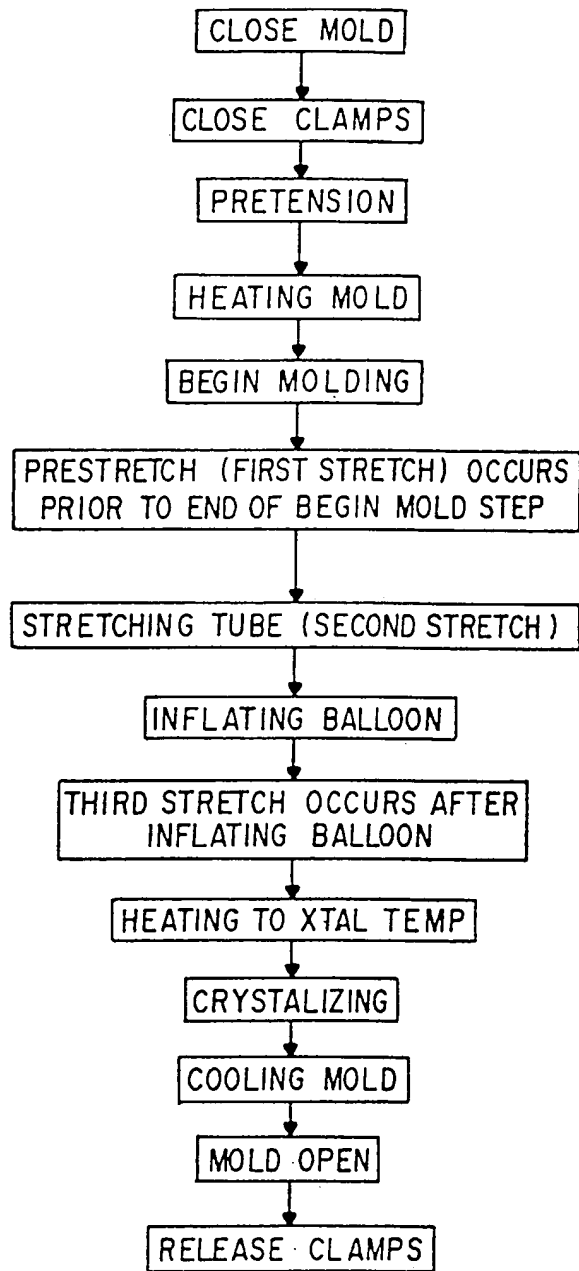 CLOSE MOLD
CLOSE CLAMPS
PRETENSION
HEATING MOLD
BEGIN MOLDING
PRESTRETCH (FIRST STRETCH) OCCURS
PRIOR TO END OF BEGIN MOLD STEP
STRETCHING TUBE (SECOND STRETCH)
INFLATING BALLOON
THIRD STRETCH OCCURS AFTER
INFLATING BALLOON
HEATING TO XTAL TEMP
CRYSTALIZING
COOLING MOLD
MOLD OPEN
RELEASE CLAMPS